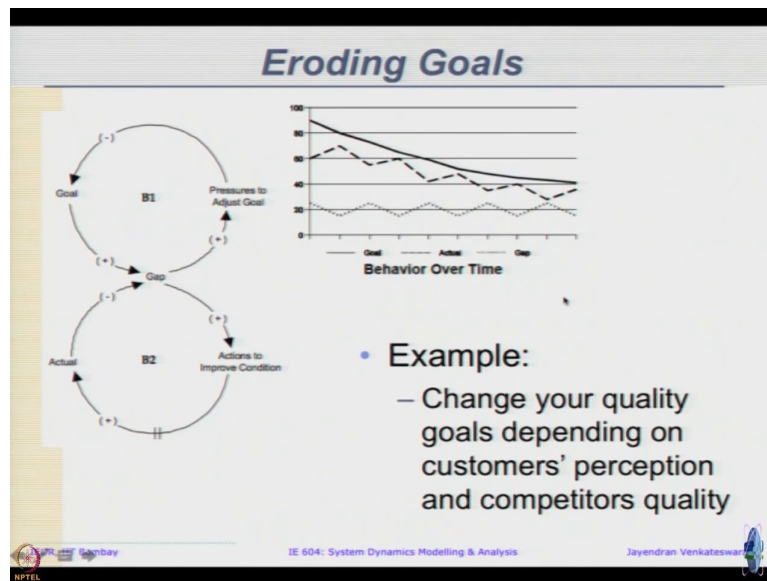 Eroding Goals
(-)
Goal
B1
Pressures to
Adjust Goal
(+)
(+)
Gap
(-)
(+)
Actual
B2
Actions to
Improve Condition
(+)
100
80
60
40
20
0
Goal Actual Gap
Behavior Over Time
• Example:
– Change your quality
goals depending on
customers' perception
and competitors quality
Bombay
IE 604: System Dynamics Modelling & Analysis
Jayendran
NPTEL